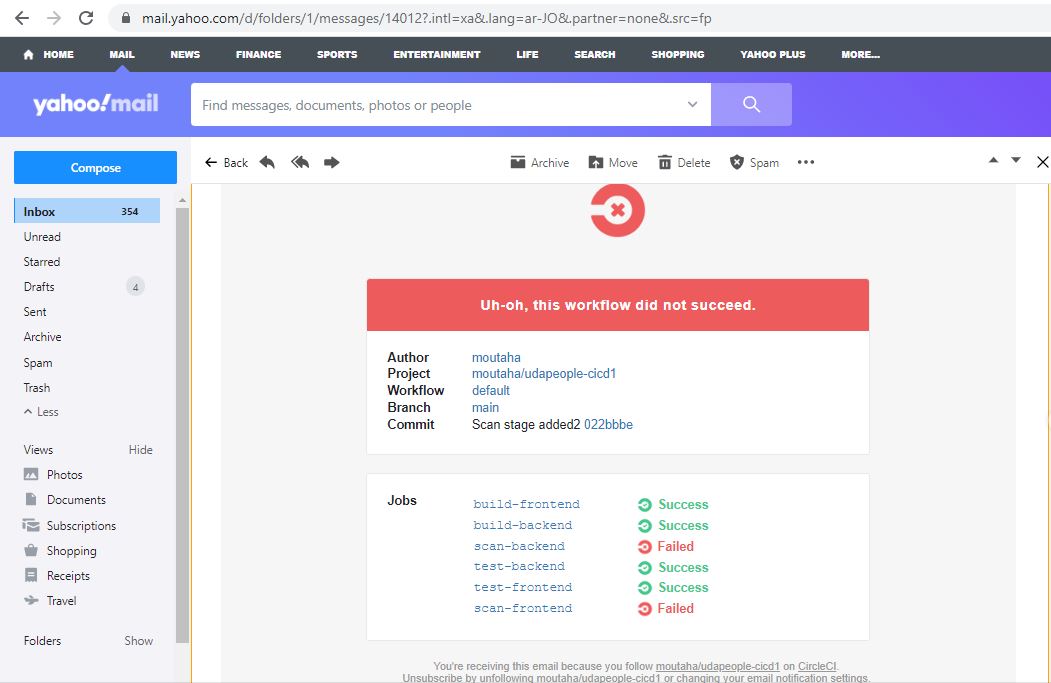 mail.yahoo.com/d/folders/1/messages/14012?.intl=xa&.lang=ar-JO&.partner=none&.src=fp
HOME MAIL NEWS FINANCE SPORTS ENTERTAINMENT LIFE SEARCH SHOPPING YAHOO PLUS MORE...
yahoo!mail
Find messages, documents, photos or people
Compose
Back Archive Move Delete Spam
Inbox 354
Unread
Starred
Drafts 4
Sent
Archive
Spam
Trash
Less
Views Hide
Photos
Documents
Subscriptions
Shopping
Receipts
Travel
Folders Show
Uh-oh, this workflow did not succeed.
Author moutaha
Project moutaha/udapeople-cicd1
Workflow default
Branch main
Commit Scan stage added2 022bbbe
Jobs build-frontend Success
build-backend Success
scan-backend Failed
test-backend Success
test-frontend Success
scan-frontend Failed
You're receiving this email because you follow moutaha/udapeople-cicd1 on CircleCI.
Unsubscribe by unfollowing moutaha/udapeople-cicd1 or changing your email notification settings.